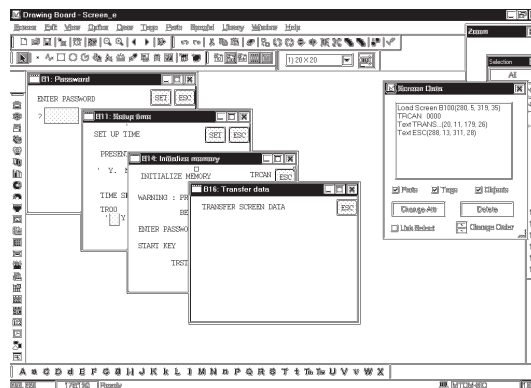 Drawing Board - Screen_e
Screen Edit View Option Draw Tags Parts Special Library Window Help
1) 20 X 20
Zoom
Selection
All
B1: Password
ENTER PASSWORD
SET ESC
?
B11: Setup time
SET UP TIME
SET ESC
PRESENT
' Y.
TIME S
TR00
' Y
B14: Initialize memory
INITIALIZE MEMORY TRCAN ESC
WARNING : PR
BE
ENTER PASSWO
START KEY
TRST
B16: Transfer data
TRANSFER SCREEN DATA
ESC
Screen Data
Load Screen B100(280, 5, 319, 35)
TRCAN 0000
Text TRANS...(20, 11, 179, 26)
Text ESC(288, 13, 311, 28)
Parts Tags Objects
Change Attr Delete
Link Select Change Order
Ready